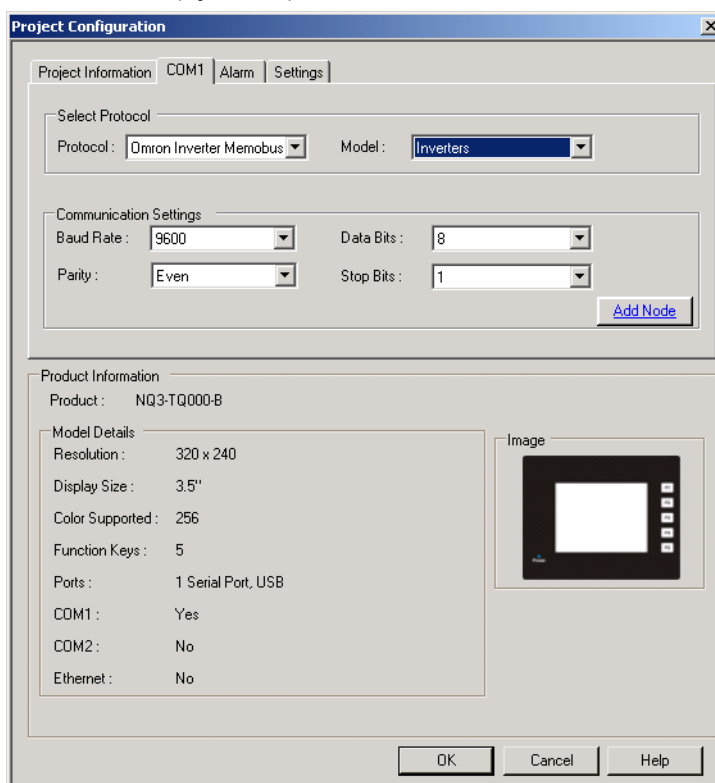 Project Configuration
Project Information COM1 Alarm Settings
Select Protocol
Protocol : Omron Inverter Memobus Model : Inverters
Communication Settings
Baud Rate : 9600 Data Bits : 8
Parity : Even Stop Bits : 1
Add Node
Product Information
Product : NQ3-TQ000-B
Model Details
Resolution : 320 x 240
Display Size : 3.5''
Color Supported : 256
Function Keys : 5
Ports : 1 Serial Port, USB
COM1 : Yes
COM2 : No
Ethernet : No
Image
OK Cancel Help